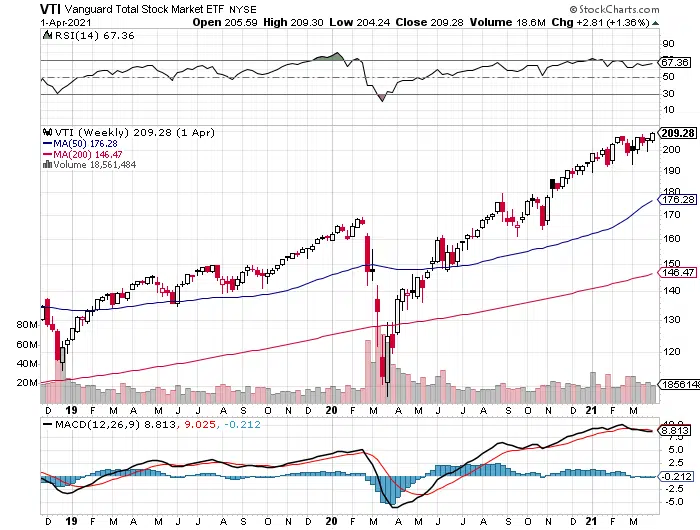 VTI Vanguard Total Stock Market ETF NYSE © StockCharts.com
1-Apr-2021 Open 205.59 High 209.30 Low 204.24 Close 209.28 Volume 18.6M Chg +2.81 (+1.36%)
RSI(14) 67.36
90
70
67.36
50
30
10
VTI (Weekly) 209.28 (1 Apr)
MA(50) 176.28
MA(200) 146.47
Volume 18,561,484
209.28
200
190
180
176.28
170
160
150
146.47
140
130
120
80M
60M
40M
20M
1856148
D 19 F M A M J J A S O N D 20 F M A M J J A S O N D 21 F M
MACD(12,26,9) 8.813, 9.025, -0.212
8.813
7.5
5.0
2.5
-0.212
-2.5
-5.0
D 19 F M A M J J A S O N D 20 F M A M J J A S O N D 21 F M